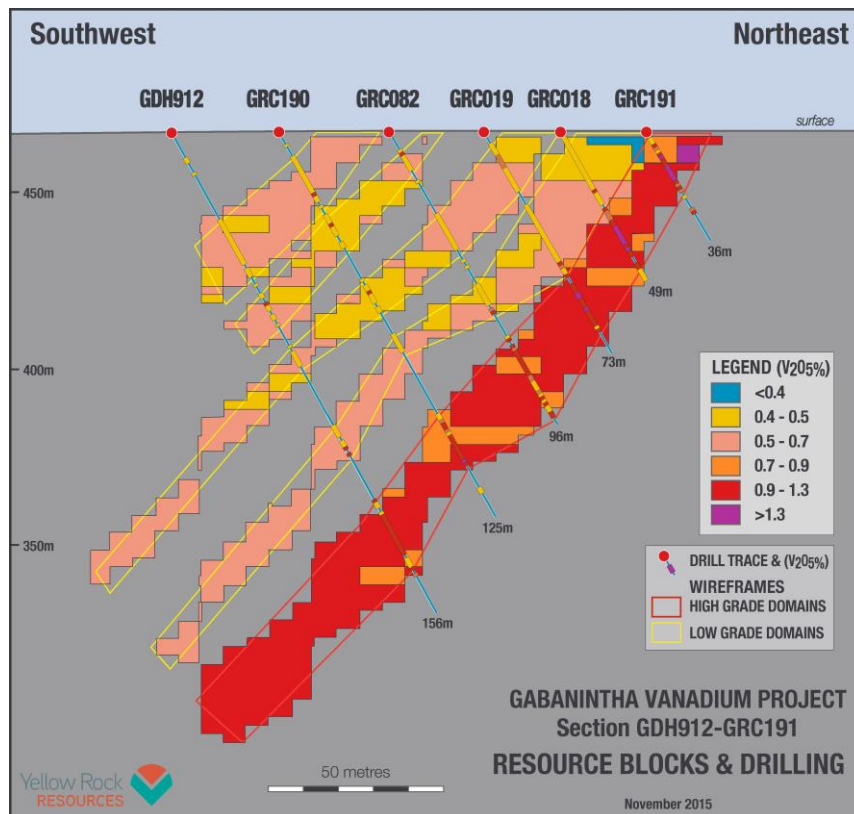 Southwest
Northeast
GDH912
GRC190
GRC082
GRC019
GRC018
GRC191
surface
450m
400m
350m
36m
49m
73m
96m
125m
156m
LEGEND (V2O5%)
<0.4
0.4 - 0.5
0.5 - 0.7
0.7 - 0.9
0.9 - 1.3
>1.3
DRILL TRACE & (V2O5%)
WIREFRAMES
HIGH GRADE DOMAINS
LOW GRADE DOMAINS
GABANINTHA VANADIUM PROJECT
Section GDH912-GRC191
RESOURCE BLOCKS & DRILLING
November 2015
50 metres
Yellow Rock
RESOURCES